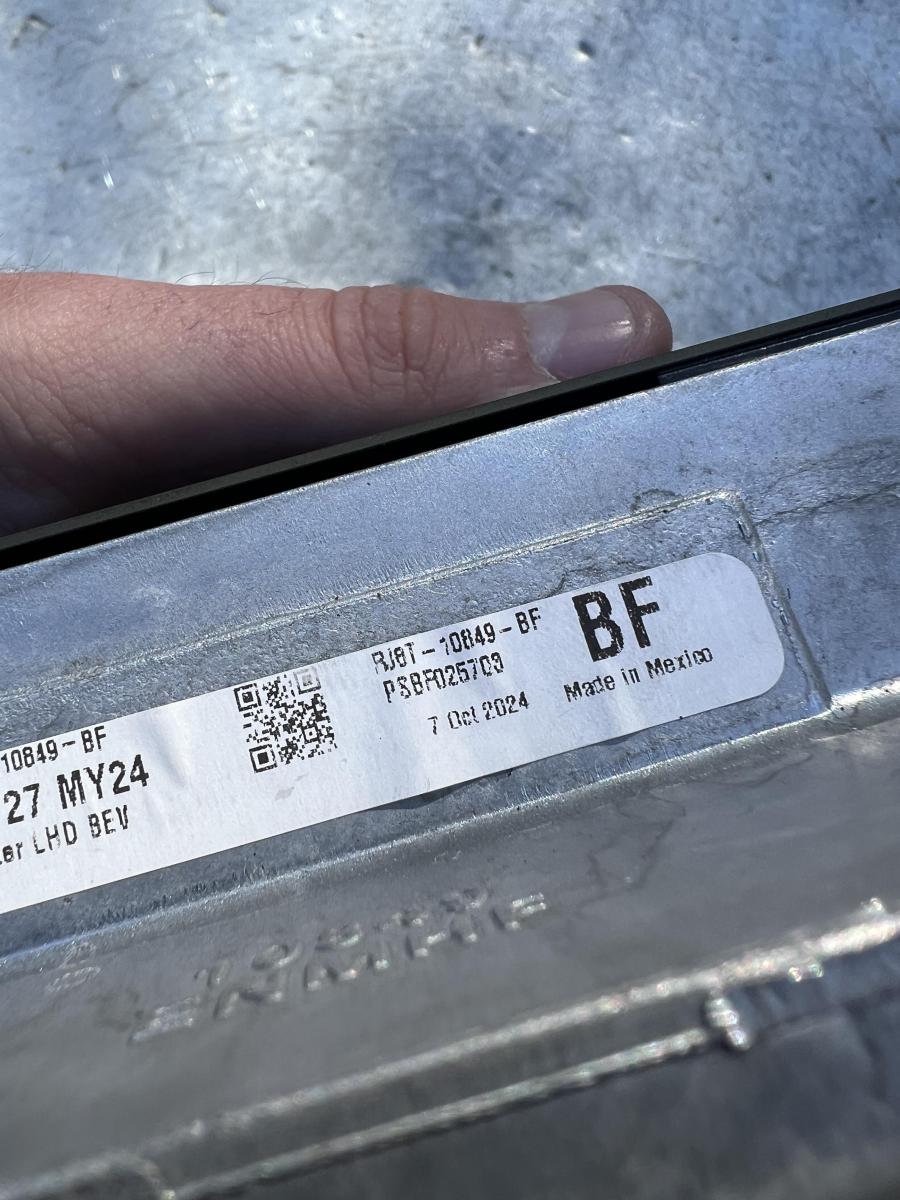 10849-BF
27 MY24
LHD BEV
RJ8T-10849-BF
PSBF025703
7 Oct 2024
BF
Made in Mexico